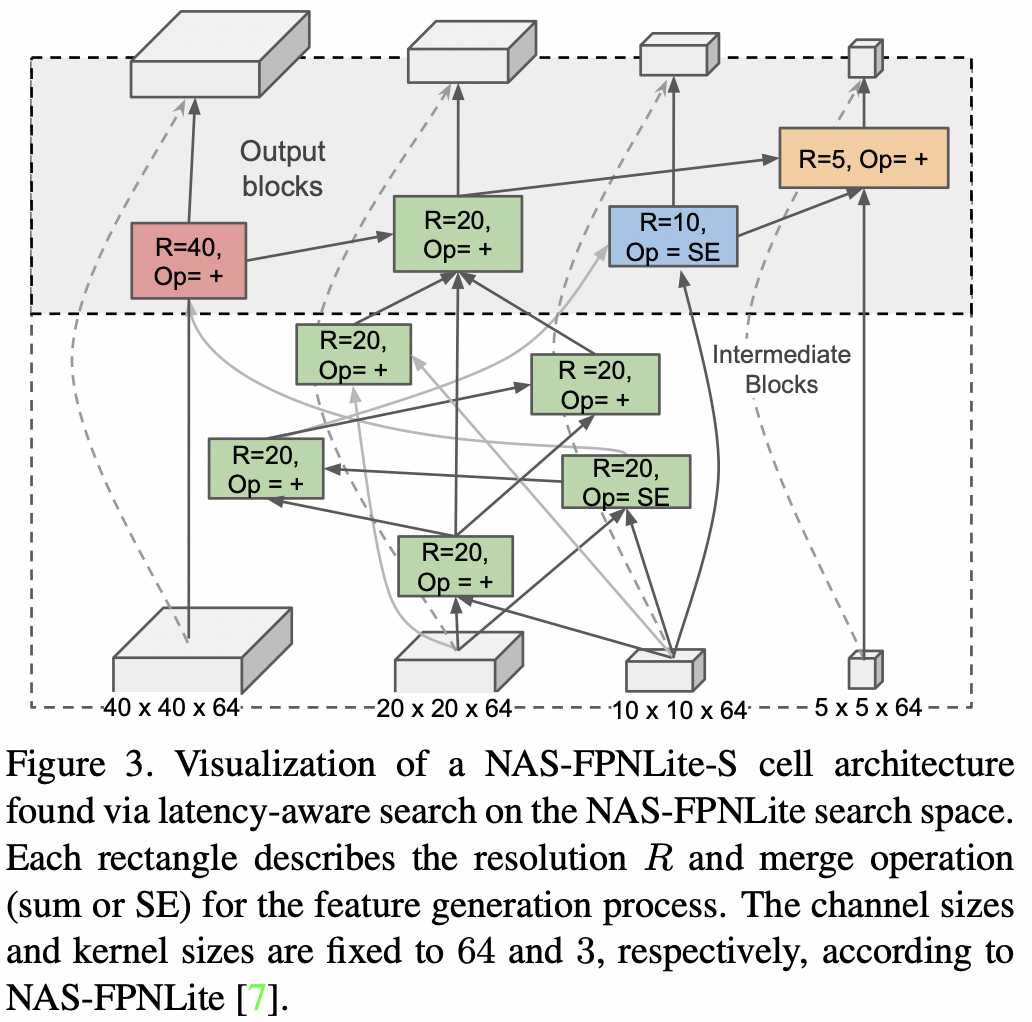 Output
blocks
R=5, Op= +
R=40,
Op= +
R=20,
Op= +
R=10,
Op = SE
R=20,
Op= +
R =20,
Op= +
Intermediate
Blocks
R=20,
Op = +
R=20,
Op= SE
R=20,
Op = +
40 x 40 x 64
20 x 20 x 64
10 x 10 x 64
5 x 5 x 64
Figure 3. Visualization of a NAS-FPNLite-S cell architecture
found via latency-aware search on the NAS-FPNLite search space.
Each rectangle describes the resolution R and merge operation
(sum or SE) for the feature generation process. The channel sizes
and kernel sizes are fixed to 64 and 3, respectively, according to
NAS-FPNLite [7].